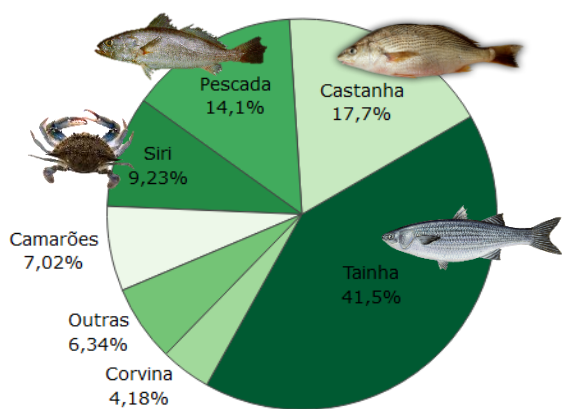 Pescada
14,1%
Castanha
17,7%
Siri
9,23%
Camarões
7,02%
Tainha
41,5%
Outras
6,34%
Corvina
4,18%